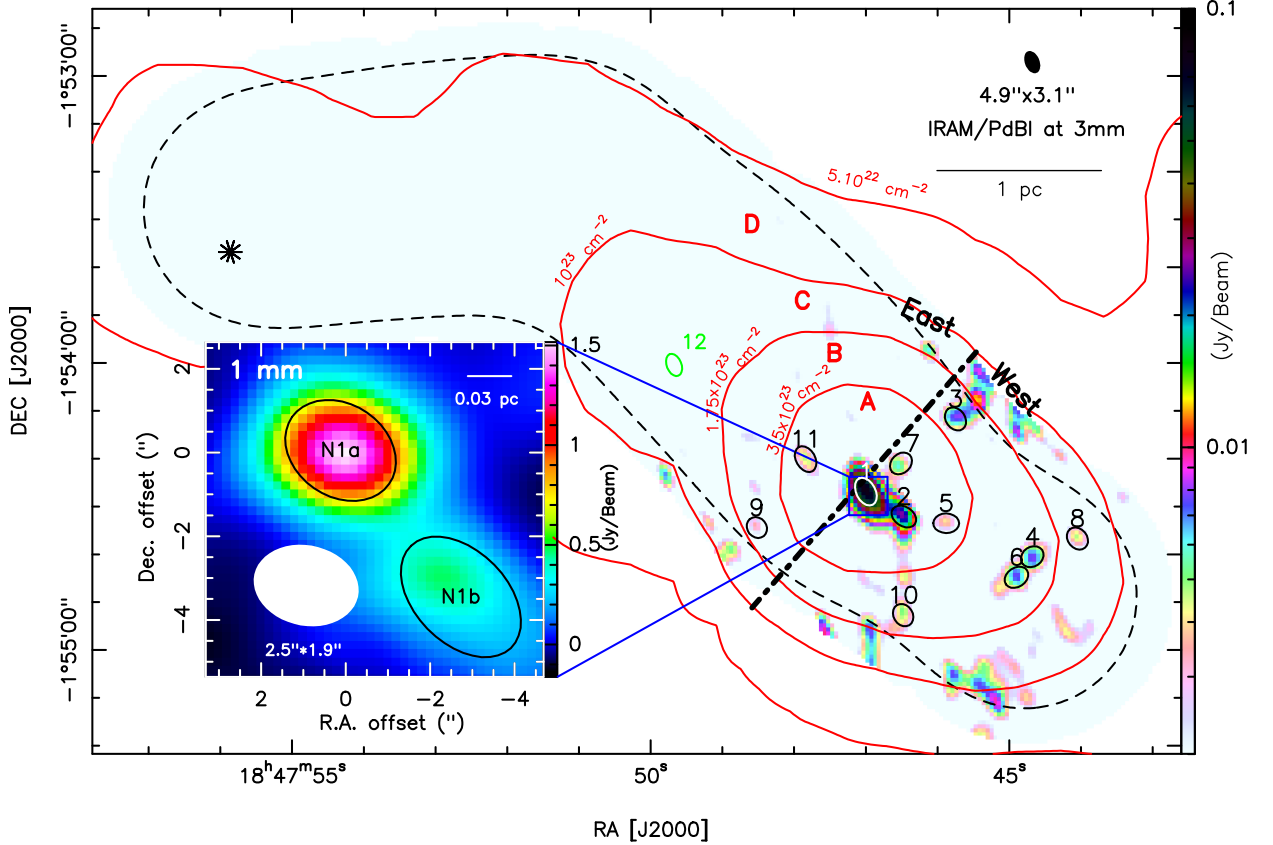 0.1
-1°53'00"
4.9"x3.1"
IRAM/PdBI at 3mm
1 pc
5.10²² cm⁻²
D
10²³ cm⁻²
C
East
(Jy/Beam)
DEC [J2000]
-1°54'00"
12
1.75x10²³ cm⁻²
B
West
3.5x10²³ cm⁻²
A
3
0.01
11
7
9
2
5
4
8
6
10
-1°55'00"
1 mm
0.03 pc
N1a
N1b
2.5"*1.9"
Dec. offset (")
2
0
-2
-4
2
0
-2
-4
R.A. offset (")
1.5
1
0.5
0
(Jy/Beam)
18ʰ47ᵐ55ˢ
50ˢ
45ˢ
RA [J2000]